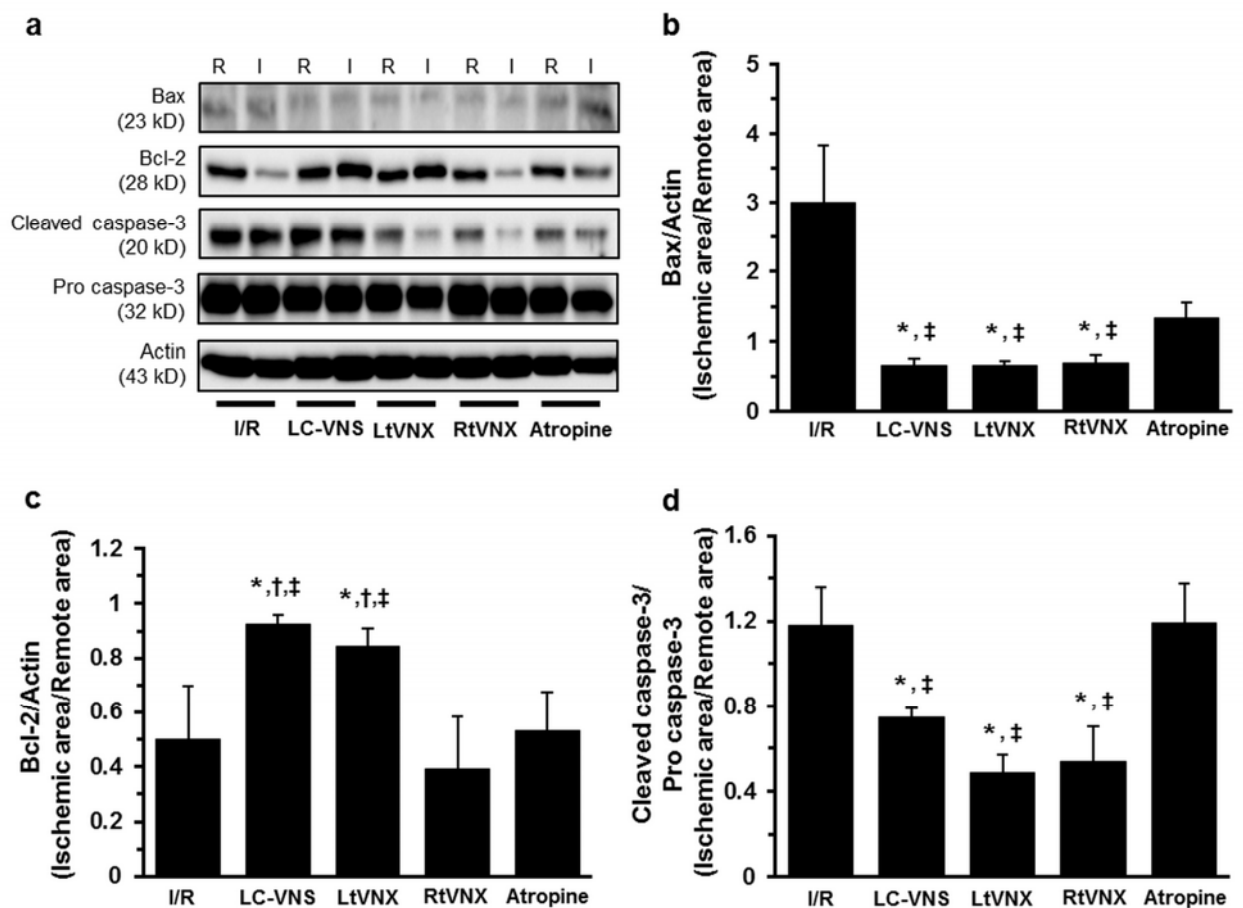 a
R I R I R I R I R I
Bax
(23 kD)
Bcl-2
(28 kD)
Cleaved caspase-3
(20 kD)
Pro caspase-3
(32 kD)
Actin
(43 kD)
I/R LC-VNS LtVNX RtVNX Atropine
b
Bax/Actin
(Ischemic area/Remote area)
5
4
3
2
1
0
*,‡ *,‡ *,‡
I/R LC-VNS LtVNX RtVNX Atropine
c
Bcl-2/Actin
(Ischemic area/Remote area)
1.2
1
0.8
0.6
0.4
0.2
0
*,†,‡ *,†,‡
I/R LC-VNS LtVNX RtVNX Atropine
d
Cleaved caspase-3/
Pro caspase-3
(Ischemic area/Remote area)
1.6
1.2
0.8
0.4
0
*,‡ *,‡ *,‡
I/R LC-VNS LtVNX RtVNX Atropine